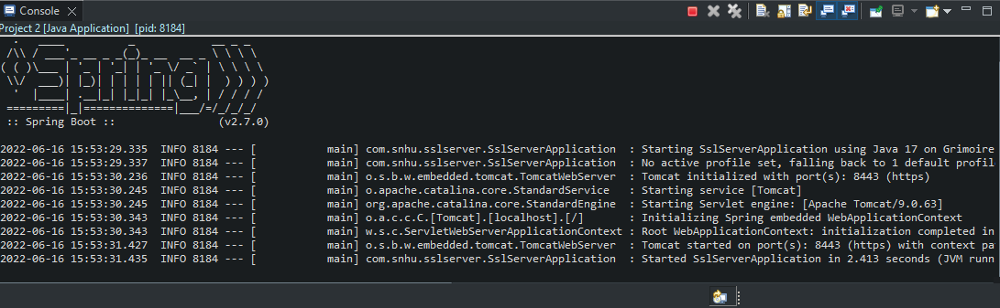 Console
Project 2 [Java Application] [pid: 8184]
  .   ____          _            __ _ _
 /\\ / ___'_ __ _ _(_)_ __  __ _ \ \ \ \
( ( )\___ | '_ | '_| | '_ \/ _` | \ \ \ \
 \\/  ___)| |_)| | | | | || (_| |  ) ) ) )
  '  |____| .__|_| |_|_| |_\__, | / / / /
 =========|_|==============|___/=/_/_/_/
 :: Spring Boot ::                (v2.7.0)
2022-06-16 15:53:29.335  INFO 8184 --- [           main] com.snhu.sslserver.SslServerApplication  : Starting SslServerApplication using Java 17 on Grimoire
2022-06-16 15:53:29.337  INFO 8184 --- [           main] com.snhu.sslserver.SslServerApplication  : No active profile set, falling back to 1 default profil
2022-06-16 15:53:30.236  INFO 8184 --- [           main] o.s.b.w.embedded.tomcat.TomcatWebServer  : Tomcat initialized with port(s): 8443 (https)
2022-06-16 15:53:30.245  INFO 8184 --- [           main] o.apache.catalina.core.StandardService   : Starting service [Tomcat]
2022-06-16 15:53:30.245  INFO 8184 --- [           main] org.apache.catalina.core.StandardEngine  : Starting Servlet engine: [Apache Tomcat/9.0.63]
2022-06-16 15:53:30.343  INFO 8184 --- [           main] o.a.c.c.C.[Tomcat].[localhost].[/]       : Initializing Spring embedded WebApplicationContext
2022-06-16 15:53:30.343  INFO 8184 --- [           main] w.s.c.ServletWebServerApplicationContext : Root WebApplicationContext: initialization completed in
2022-06-16 15:53:31.427  INFO 8184 --- [           main] o.s.b.w.embedded.tomcat.TomcatWebServer  : Tomcat started on port(s): 8443 (https) with context pa
2022-06-16 15:53:31.435  INFO 8184 --- [           main] com.snhu.sslserver.SslServerApplication  : Started SslServerApplication in 2.413 seconds (JVM runn